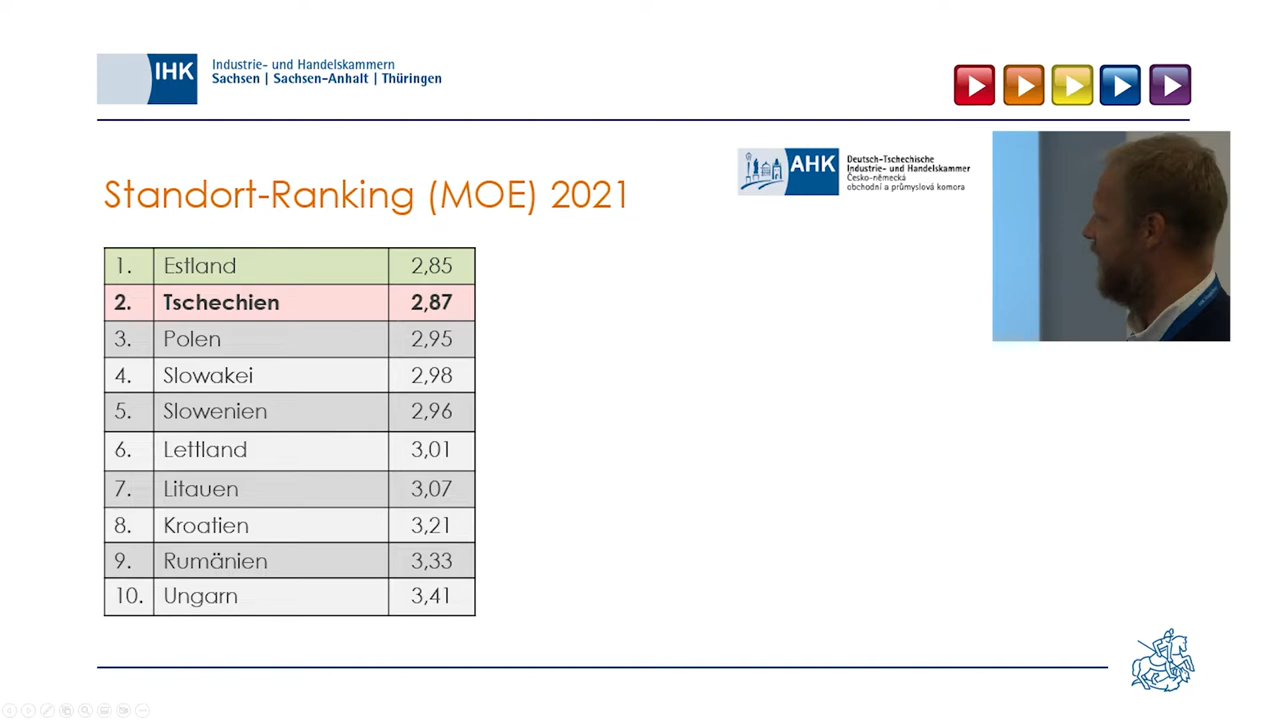 IHK
Industrie- und Handelskammern
Sachsen | Sachsen-Anhalt | Thüringen
AHK
Deutsch-Tschechische
Industrie- und Handelskammer
Česko-německá
obchodní a průmyslová komora
Standort-Ranking (MOE) 2021
1. Estland 2,85
2. Tschechien 2,87
3. Polen 2,95
4. Slowakei 2,98
5. Slowenien 2,96
6. Lettland 3,01
7. Litauen 3,07
8. Kroatien 3,21
9. Rumänien 3,33
10. Ungarn 3,41